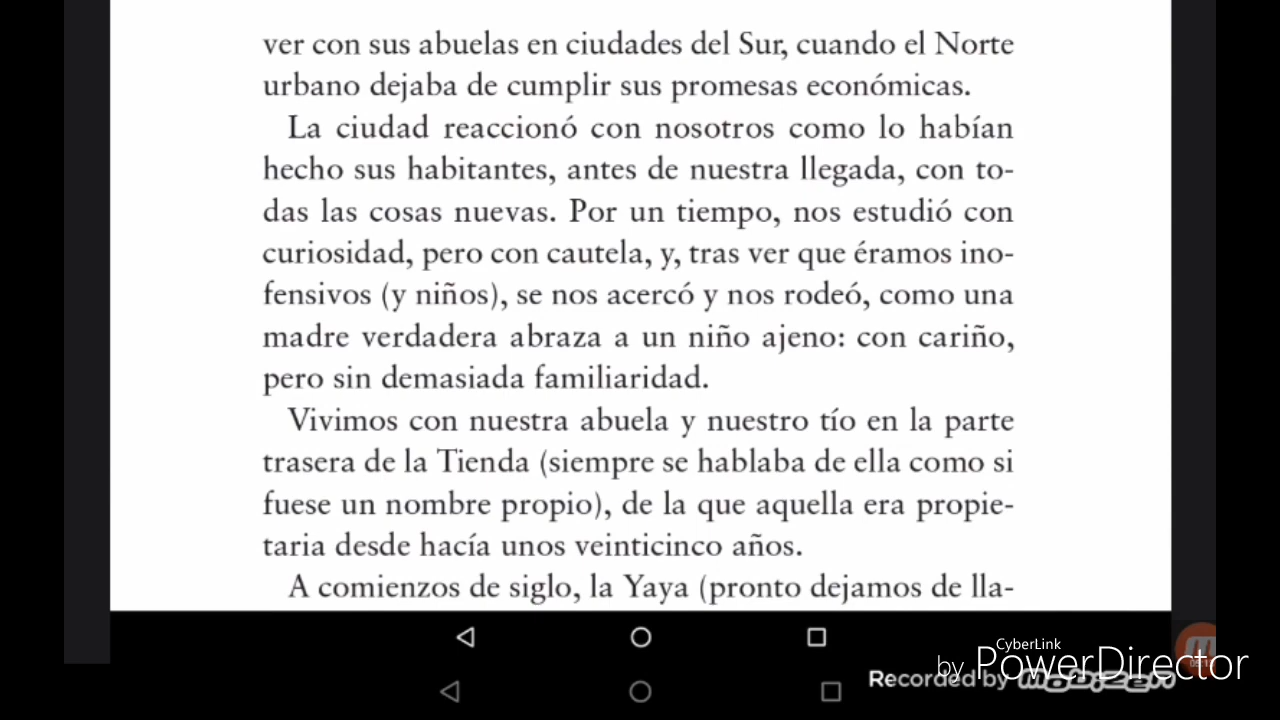 ver con sus abuelas en ciudades del Sur, cuando el Norte
urbano dejaba de cumplir sus promesas económicas.
La ciudad reaccionó con nosotros como lo habían
hecho sus habitantes, antes de nuestra llegada, con to-
das las cosas nuevas. Por un tiempo, nos estudió con
curiosidad, pero con cautela, y, tras ver que éramos ino-
fensivos (y niños), se nos acercó y nos rodeó, como una
madre verdadera abraza a un niño ajeno: con cariño,
pero sin demasiada familiaridad.
Vivimos con nuestra abuela y nuestro tío en la parte
trasera de la Tienda (siempre se hablaba de ella como si
fuese un nombre propio), de la que aquella era propie-
taria desde hacía unos veinticinco años.
A comienzos de siglo, la Yaya (pronto dejamos de lla-
CyberLink
by PowerDirector
Recorded by mobizen